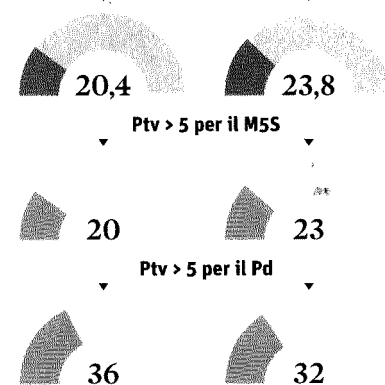 20,4 23,8
Ptv > 5 per il M5S
20 23
Ptv > 5 per il Pd
36 32